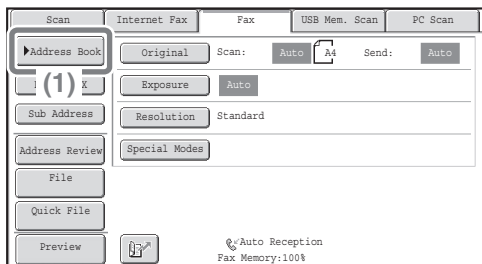 Scan Internet Fax Fax USB Mem. Scan PC Scan
Address Book Original Scan: Auto A4 Send: Auto
(1) X Exposure Auto
Sub Address Resolution Standard
Address Review Special Modes
File
Quick File
Preview Auto Reception
Fax Memory:100%